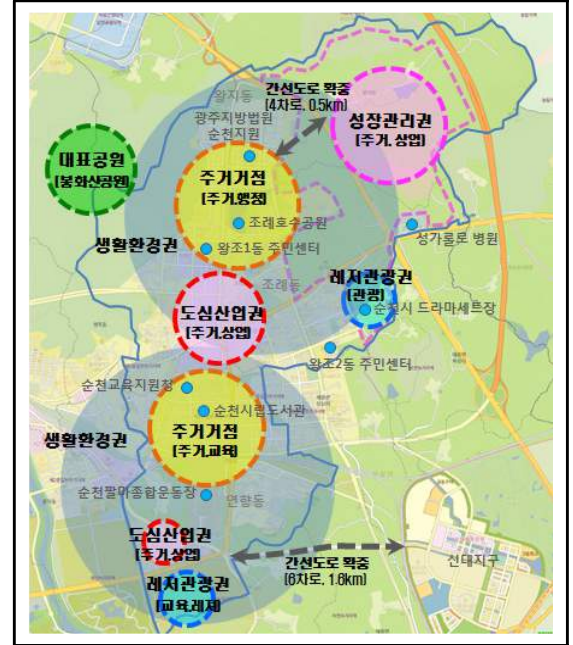 간선도로 확충
[4차로, 0.5km]
왕지동
광주지방법원
순천지원
성장관리권
[주거, 상업]
대표공원
[봉화산공원]
주거거점
[주거,행정]
조례호수공원
생활환경권
왕조1동 주민센터
성가롤로 병원
조례동
레저관광권
[관광]
순천시 드라마세트장
도심산업권
[주거,상업]
왕조2동 주민센터
순천교육지원청
순천시립도서관
주거거점
[주거,교육]
생활환경권
순천팔마종합운동장
연향동
도심산업권
[주거,상업]
간선도로 확충
[6차로, 1.6km]
신대지구
레저관광권
[교육,레저]